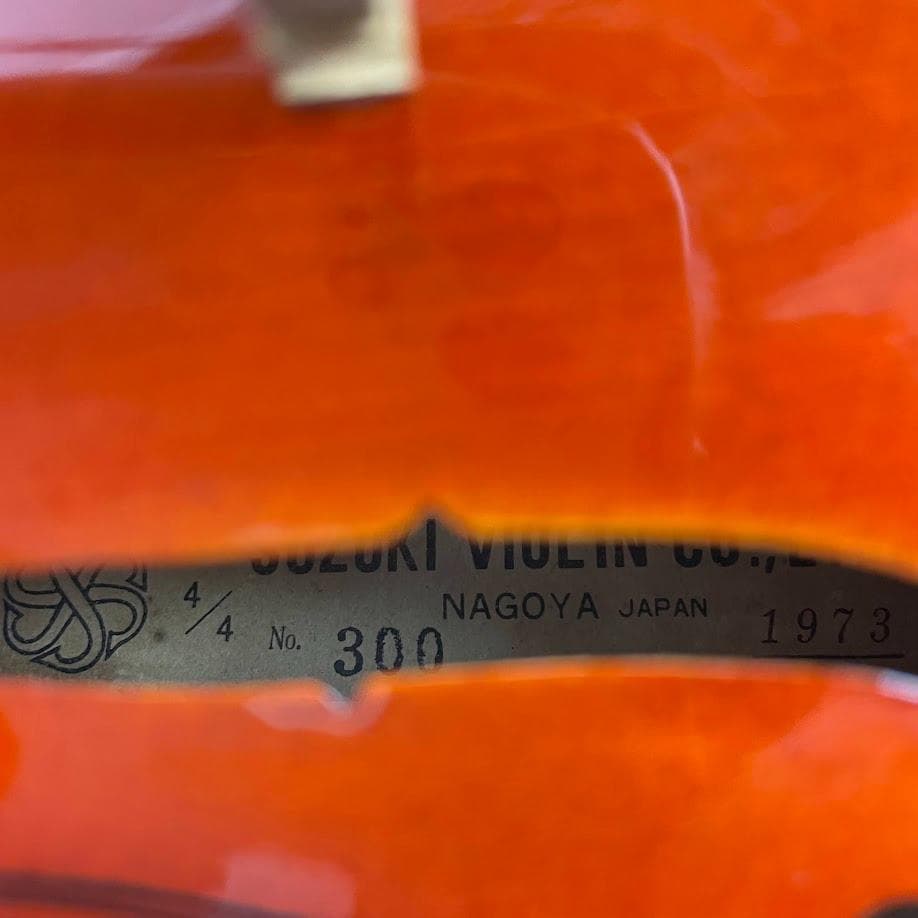 SUZUKI VIOLIN CO.,
4/4 NAGOYA JAPAN
No. 300 1973